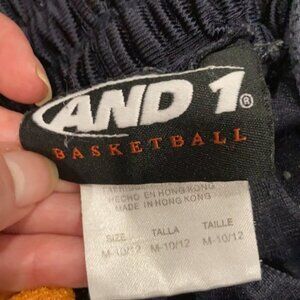 AND 1®
BASKETBALL
HECHO EN HONG KONG
MADE IN HONG KONG
SIZE TALLA TAILLE
M-10/12 M-10/12 M-10/12